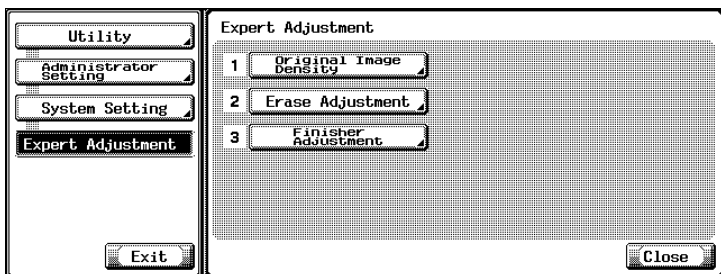 Utility
Administrator
Setting
System Setting
Expert Adjustment
Exit
Expert Adjustment
1 Original Image
Density
2 Erase Adjustment
3 Finisher
Adjustment
Close